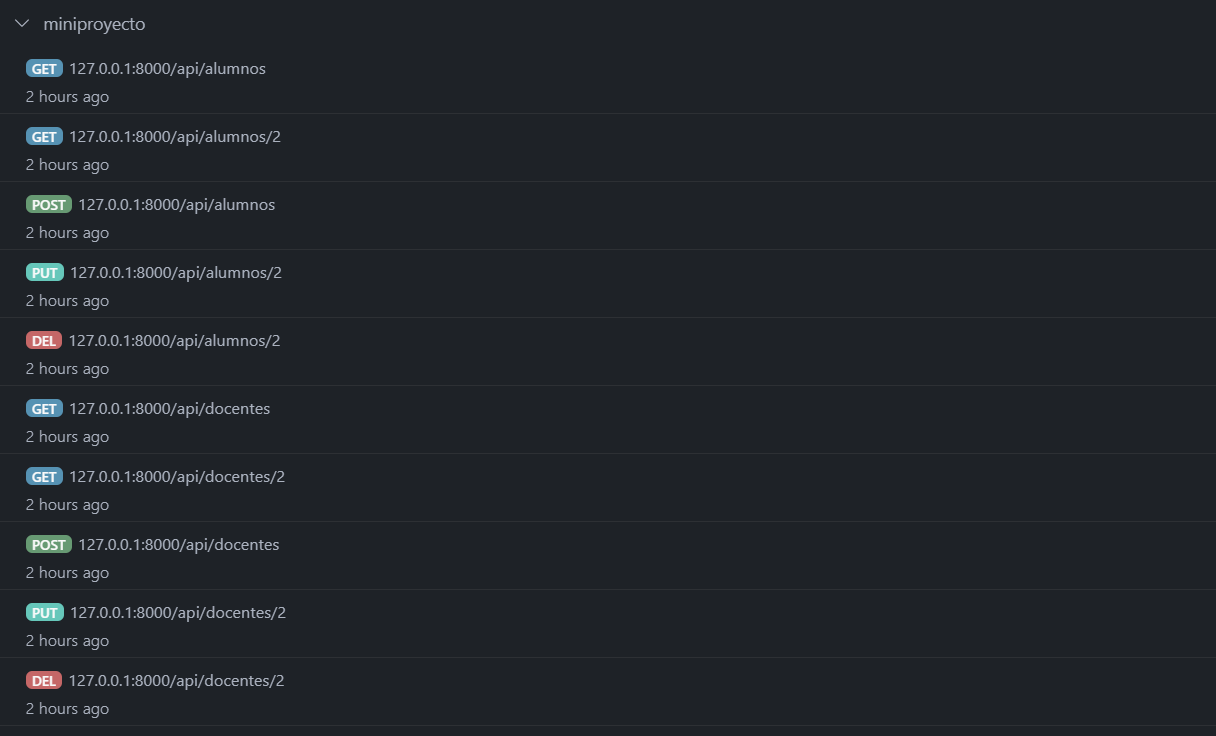 miniproyecto
GET 127.0.0.1:8000/api/alumnos
2 hours ago
GET 127.0.0.1:8000/api/alumnos/2
2 hours ago
POST 127.0.0.1:8000/api/alumnos
2 hours ago
PUT 127.0.0.1:8000/api/alumnos/2
2 hours ago
DEL 127.0.0.1:8000/api/alumnos/2
2 hours ago
GET 127.0.0.1:8000/api/docentes
2 hours ago
GET 127.0.0.1:8000/api/docentes/2
2 hours ago
POST 127.0.0.1:8000/api/docentes
2 hours ago
PUT 127.0.0.1:8000/api/docentes/2
2 hours ago
DEL 127.0.0.1:8000/api/docentes/2
2 hours ago